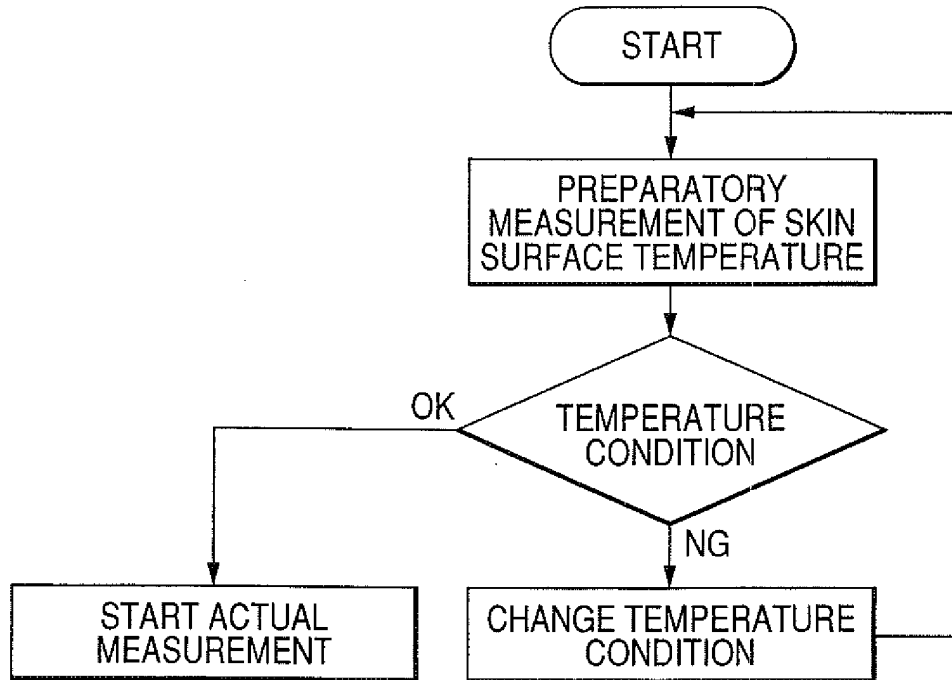 START
PREPARATORY
MEASUREMENT OF SKIN
SURFACE TEMPERATURE
OK
TEMPERATURE
CONDITION
NG
START ACTUAL
MEASUREMENT
CHANGE TEMPERATURE
CONDITION